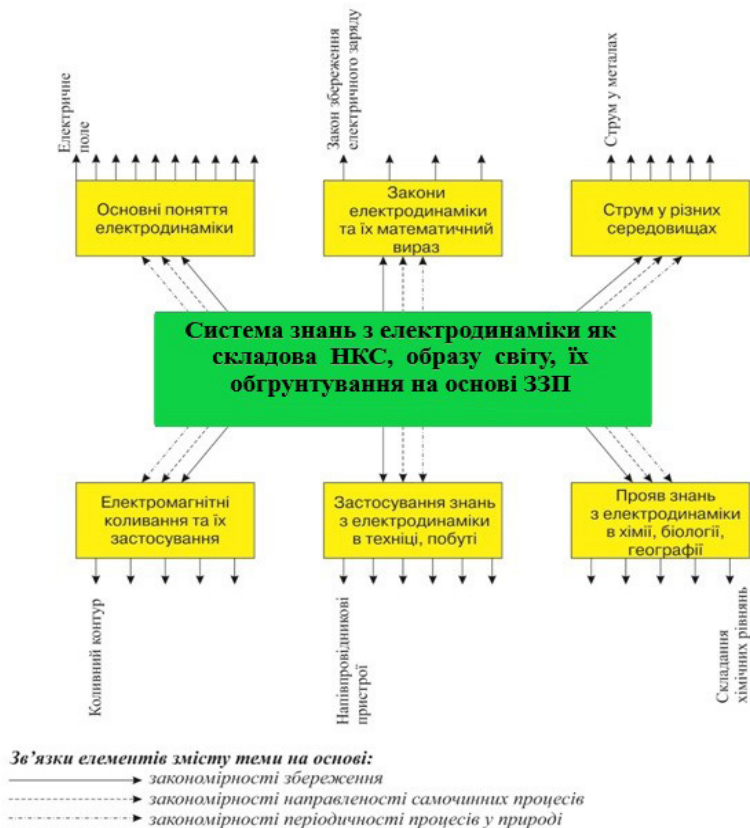 Електричне
поле
Закон збереження
електричного заряду
Струм у металах
Основні поняття
електродинаміки
Закони
електродинаміки
та їх математичний
вираз
Струм у різних
середовищах
Система знань з електродинаміки як
складова НКС, образу світу, їх
обгрунтування на основі ЗЗП
Електромагнітні
коливання та їх
застосування
Застосування знань
з електродинаміки
в техніці, побуті
Прояв знань
з електродинаміки
в хімії, біології,
географії
Коливний контур
Напівпровідникові
пристрої
Складання
хімічних рівнянь
Зв’язки елементів змісту теми на основі:
закономірності збереження
закономірності направленості самочинних процесів
закономірності періодичності процесів у природі